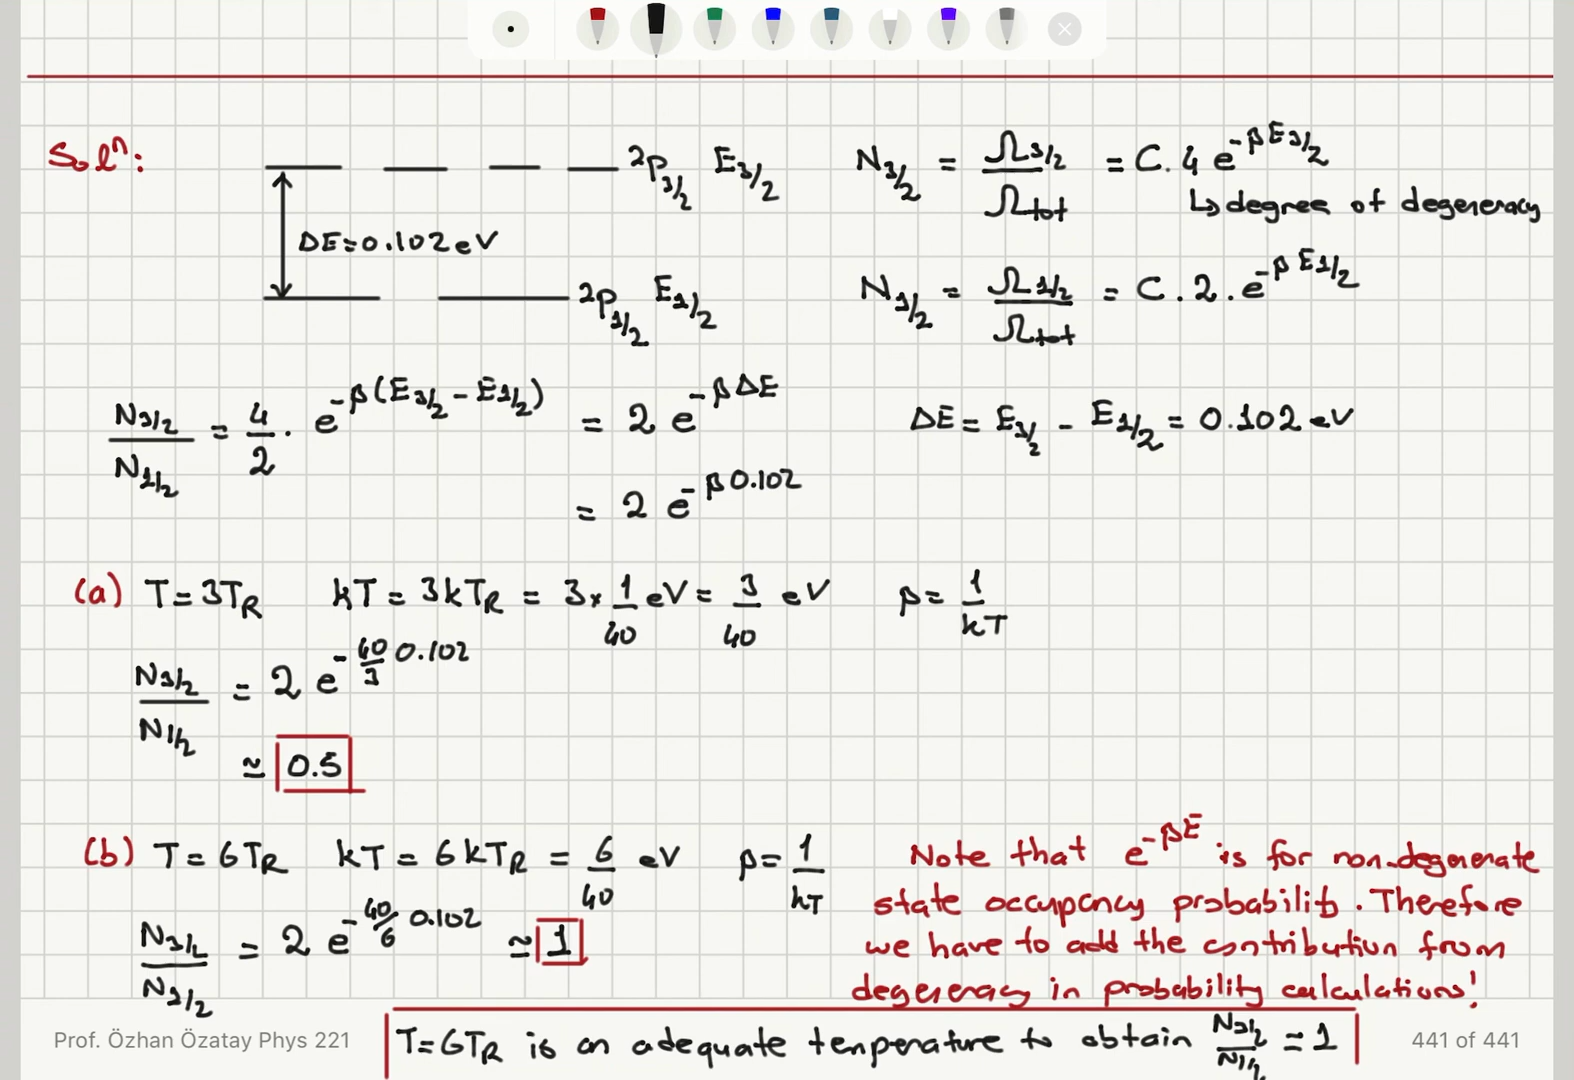 Solⁿ:
²P₃/₂ E₃/₂
N₃/₂ = Ω₃/₂ / Ωtot = C. 4 e^(-βE₃/₂)
↳ degree of degeneracy
ΔE = 0.102 eV
²P₁/₂ E₁/₂
N₁/₂ = Ω₁/₂ / Ωtot = C . 2 . e^(-βE₁/₂)
N₃/₂ / N₁/₂ = 4/2 . e^(-β(E₃/₂ - E₁/₂)) = 2 e^(-βΔE)
ΔE = E₃/₂ - E₁/₂ = 0.102 eV
= 2 e^(-β0.102)
(a) T = 3T_R kT = 3kT_R = 3 × 1/40 eV = 3/40 eV β = 1/kT
N₃/₂ / N₁/₂ = 2 e^(-40/3 0.102)
≃ 0.5
(b) T = 6T_R kT = 6kT_R = 6/40 eV β = 1/kT
N₃/₂ / N₁/₂ = 2 e^(-40/6 0.102) ≃ 1
Note that e^(-βE) is for non-degenerate
state occupancy probability. Therefore
we have to add the contribution from
degeneracy in probability calculations!
T = 6T_R is an adequate temperature to obtain N₃/₂ / N₁/₂ ≃ 1
Prof. Özhan Özatay Phys 221
441 of 441